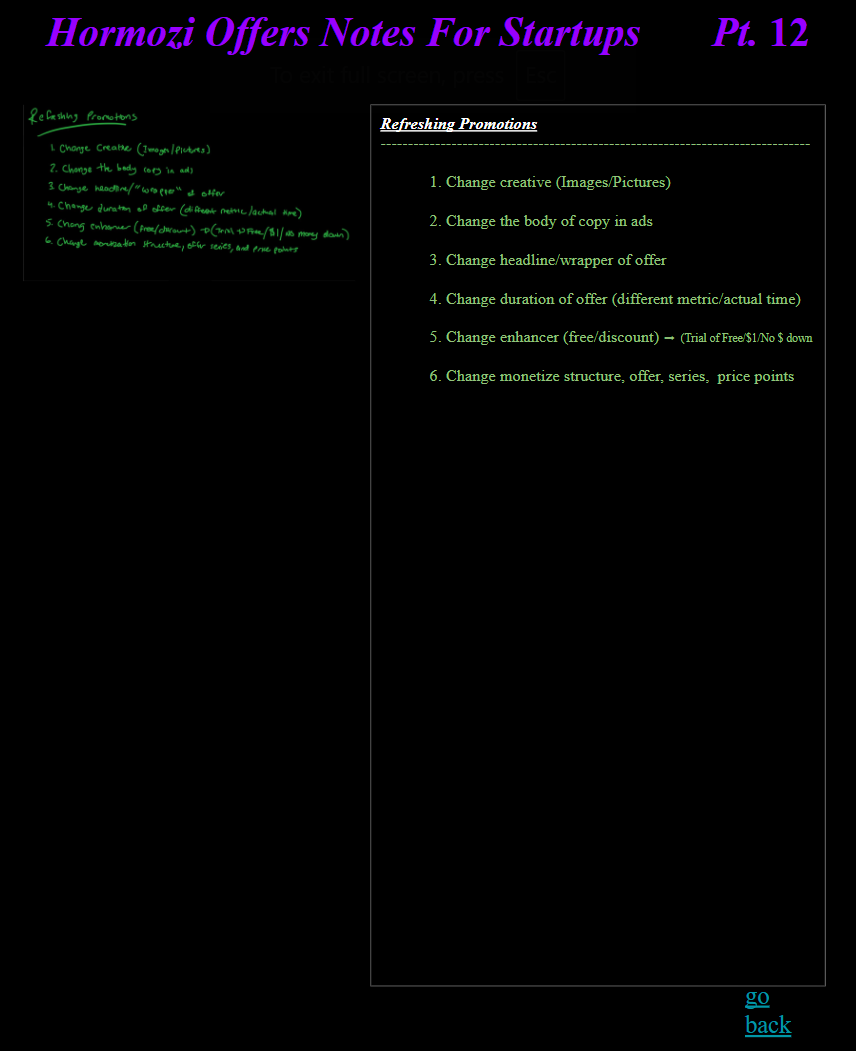 Hormozi Offers Notes For Startups Pt. 12
Refreshing Promotions
1. Change Creative (Images/Pictures)
2. Change the body copy in ads
3. Change headline/"wrapper" of offer
4. Change duration of offer (different metric/actual time)
5. Change enhancer (free/discount) → (Trial → Free/$1/no money down)
6. Change monetization structure, offer series, and price points
Refreshing Promotions
--------------------------------------------------------------------------------------
1. Change creative (Images/Pictures)
2. Change the body of copy in ads
3. Change headline/wrapper of offer
4. Change duration of offer (different metric/actual time)
5. Change enhancer (free/discount) → (Trial of Free/$1/No $ down
6. Change monetize structure, offer, series,  price points
go
back